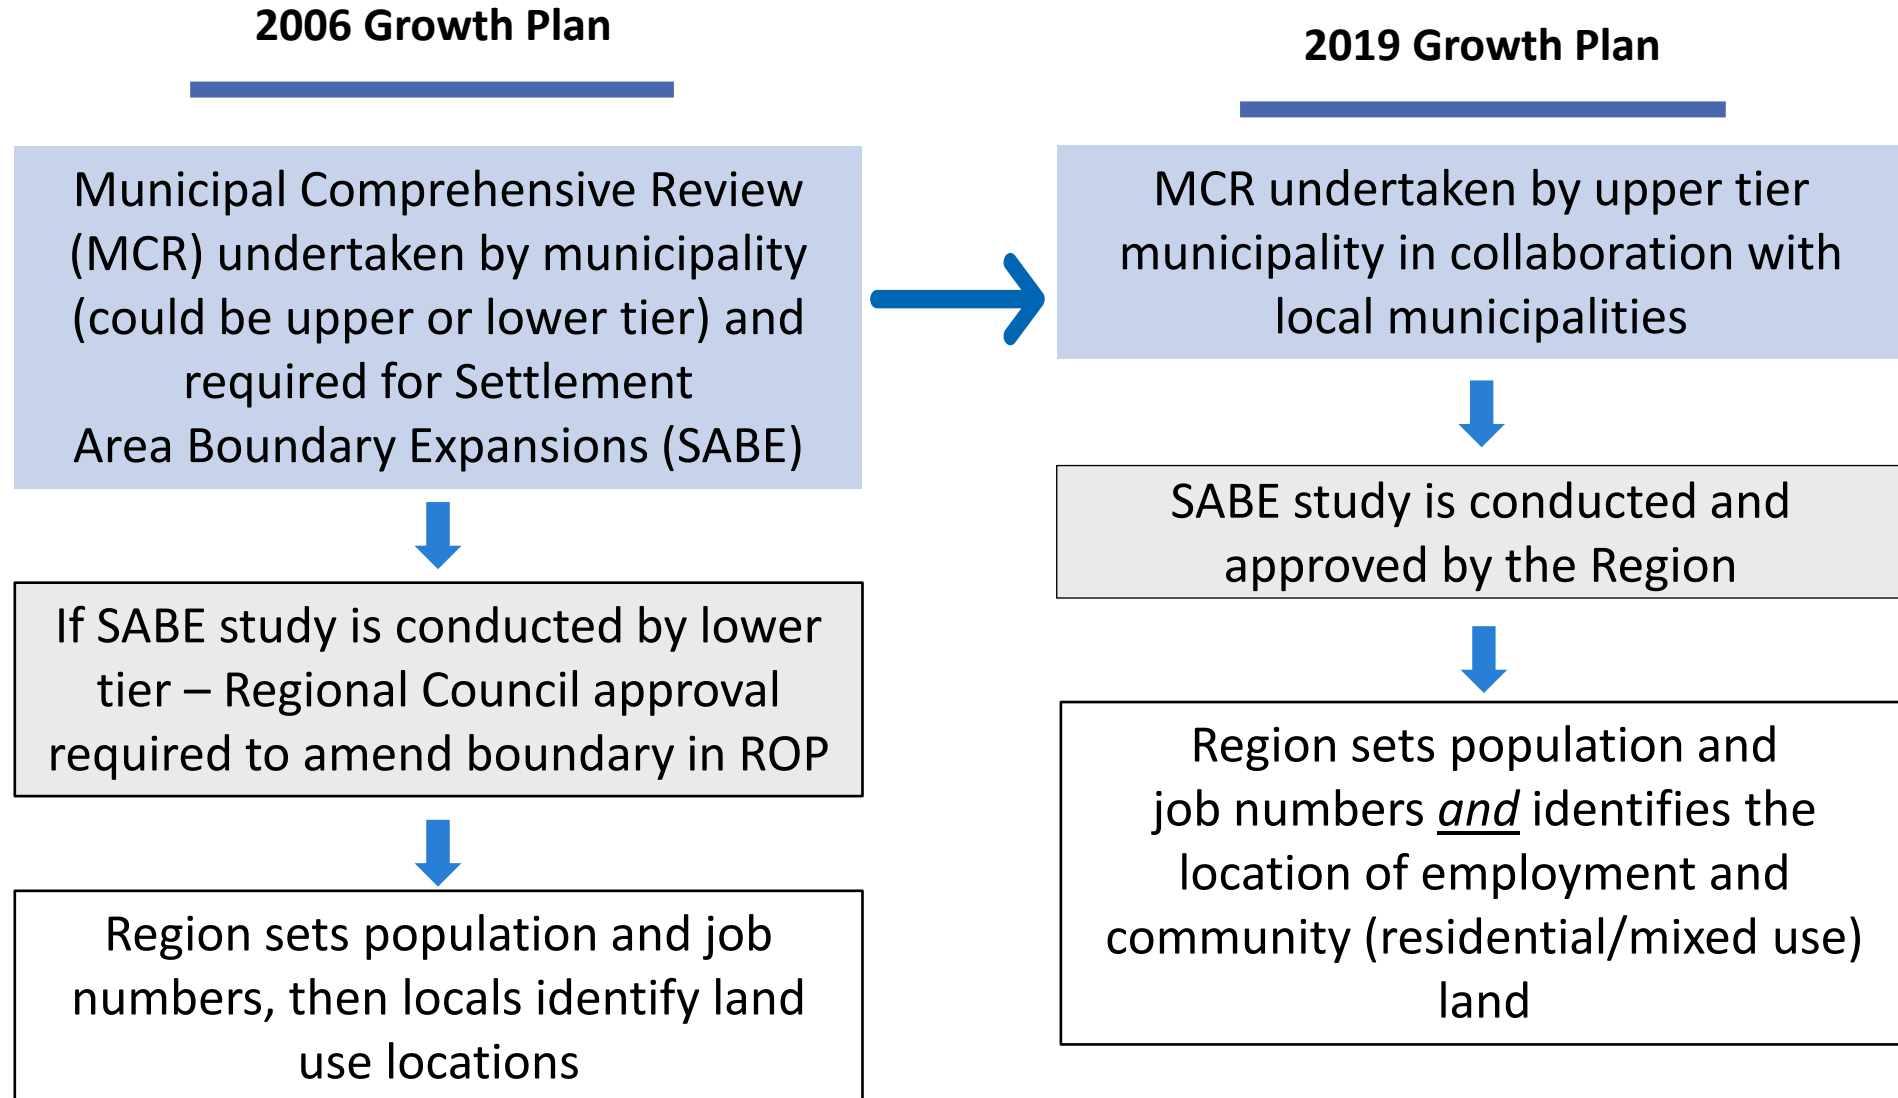 2006 Growth Plan
Municipal Comprehensive Review
(MCR) undertaken by municipality
(could be upper or lower tier) and
required for Settlement
Area Boundary Expansions (SABE)
If SABE study is conducted by lower
tier – Regional Council approval
required to amend boundary in ROP
Region sets population and job
numbers, then locals identify land
use locations
2019 Growth Plan
MCR undertaken by upper tier
municipality in collaboration with
local municipalities
SABE study is conducted and
approved by the Region
Region sets population and
job numbers and identifies the
location of employment and
community (residential/mixed use)
land